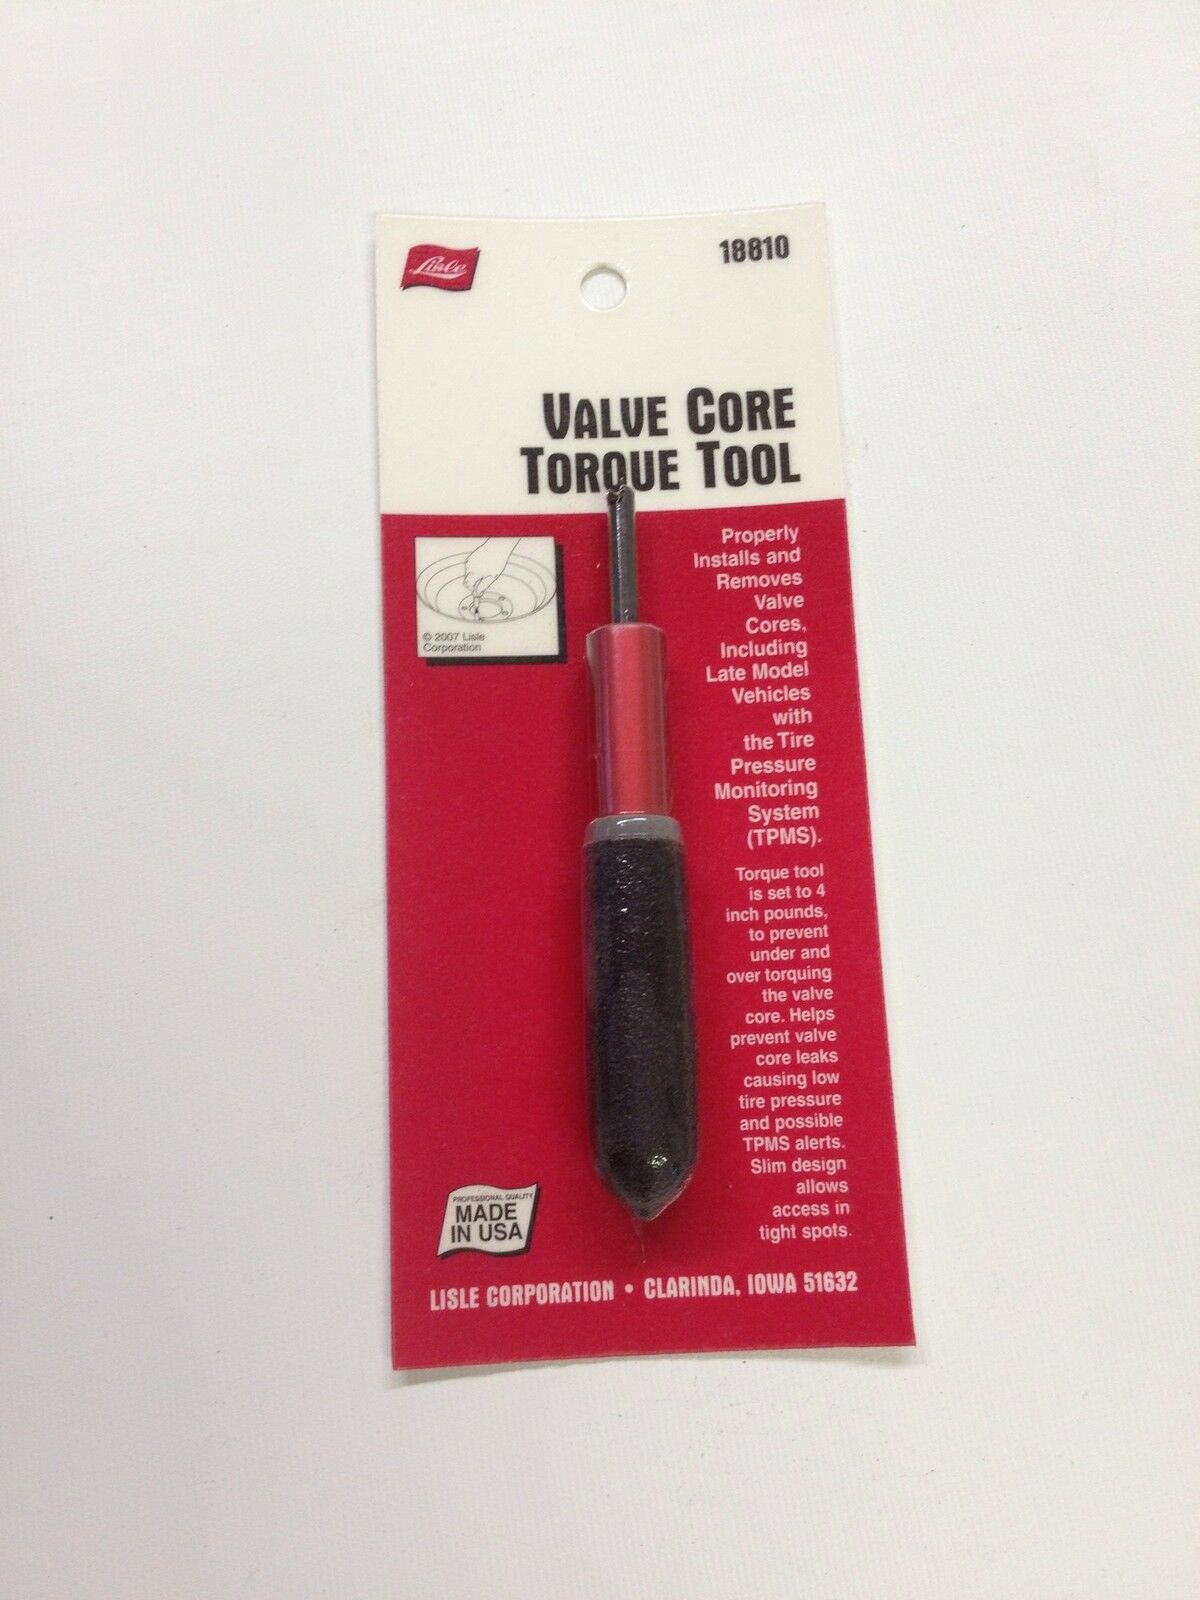 Lisle
18810
VALVE CORE
TORQUE TOOL
© 2007 Lisle
Corporation
Properly
Installs and
Removes
Valve
Cores,
Including
Late Model
Vehicles
with
the Tire
Pressure
Monitoring
System
(TPMS).
Torque tool
is set to 4
inch pounds,
to prevent
under and
over torquing
the valve
core. Helps
prevent valve
core leaks
causing low
tire pressure
and possible
TPMS alerts.
Slim design
allows
access in
tight spots.
PROFESSIONAL QUALITY
MADE
IN USA
LISLE CORPORATION • CLARINDA, IOWA 51632